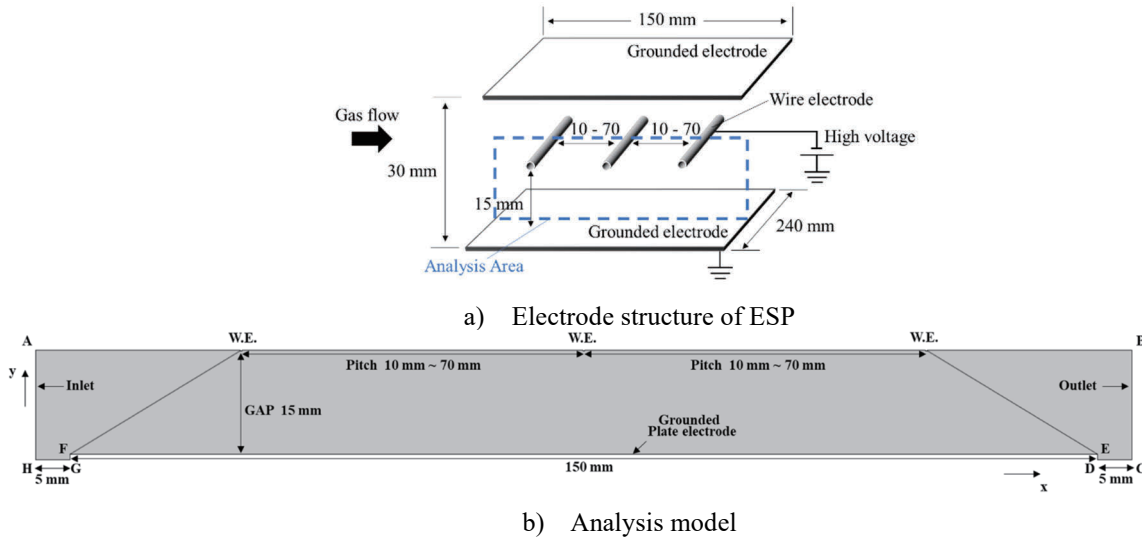 150 mm
Grounded electrode
Wire electrode
Gas flow
10 - 70
10 - 70
High voltage
30 mm
15 mm
Grounded electrode
240 mm
Analysis Area
a) Electrode structure of ESP
A
W.E.
W.E.
W.E.
B
y
Pitch 10 mm ~ 70 mm
Pitch 10 mm ~ 70 mm
Inlet
Outlet
GAP 15 mm
Grounded
Plate electrode
F
E
H
G
150 mm
D
C
5 mm
5 mm
x
b) Analysis model